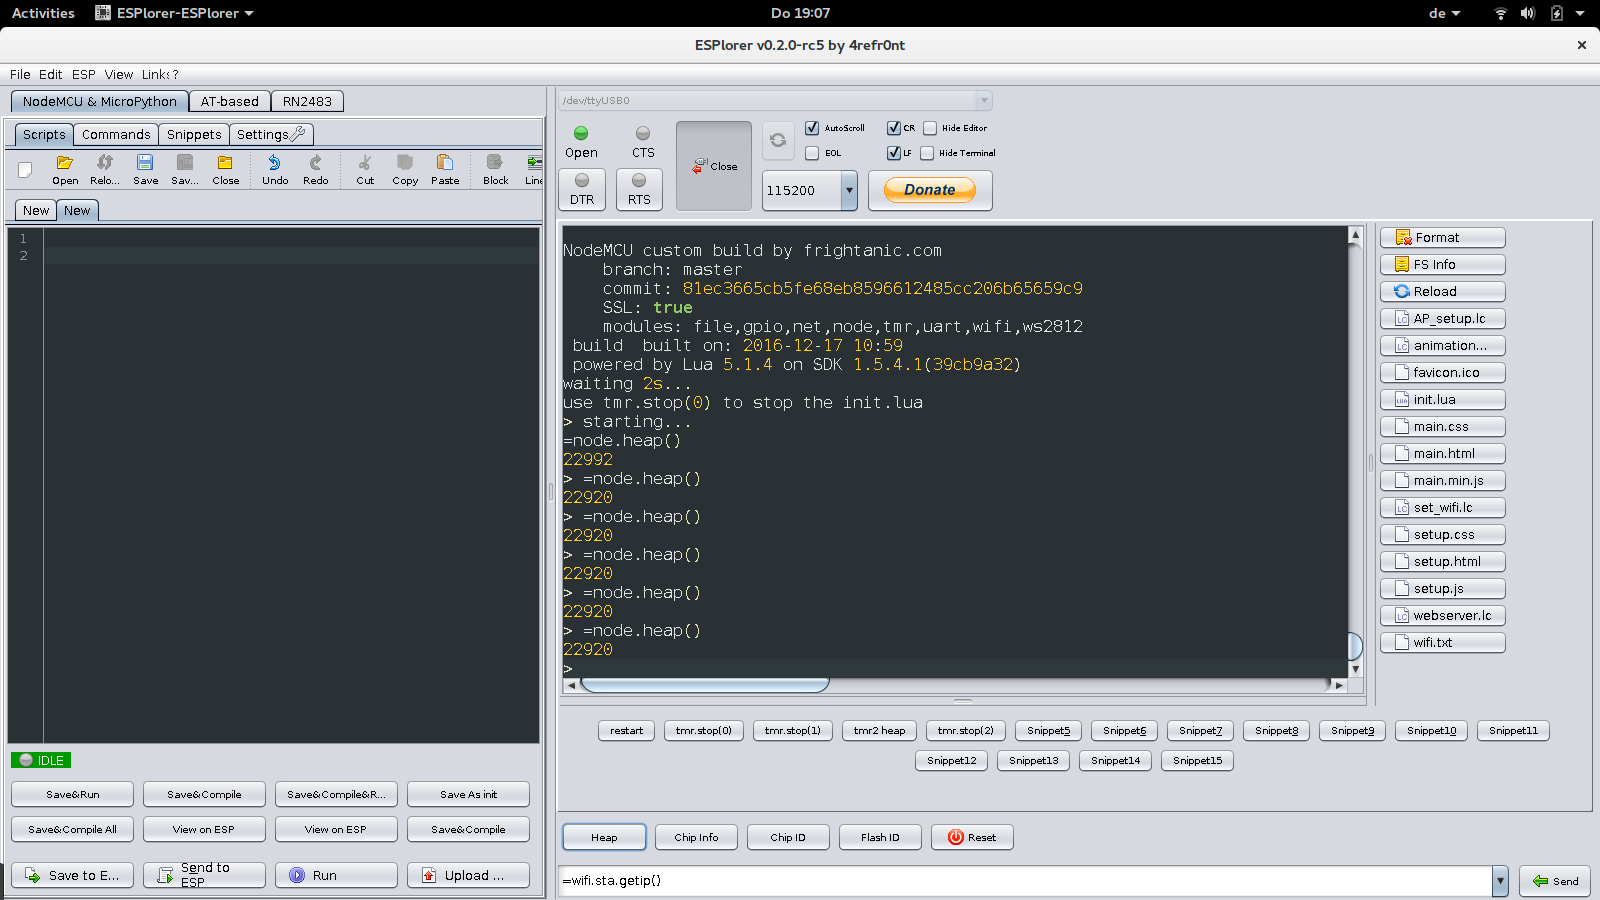 Activities ESPlorer-ESPlorer Do 19:07 de
ESPlorer v0.2.0-rc5 by 4refr0nt
File Edit ESP View Links ?
NodeMCU & MicroPython AT-based RN2483
Scripts Commands Snippets Settings
Open Relo... Save Sav... Close Undo Redo Cut Copy Paste Block Line
New New
1
2
IDLE
Save&Run Save&Compile Save&Compile&R... Save As init
Save&Compile All View on ESP View on ESP Save&Compile
Save to E... Send to ESP Run Upload ...
/dev/ttyUSB0
Open CTS Close AutoScroll CR Hide Editor
EOL LF Hide Terminal
DTR RTS 115200 Donate
NodeMCU custom build by frightanic.com
branch: master
commit: 81ec3665cb5fe68eb8596612485cc206b65659c9
SSL: true
modules: file,gpio,net,node,tmr,uart,wifi,ws2812
build built on: 2016-12-17 10:59
powered by Lua 5.1.4 on SDK 1.5.4.1(39cb9a32)
waiting 2s...
use tmr.stop(0) to stop the init.lua
> starting...
=node.heap()
22992
> =node.heap()
22920
> =node.heap()
22920
> =node.heap()
22920
> =node.heap()
22920
> =node.heap()
22920
>
Format
FS Info
Reload
AP_setup.lc
animation...
favicon.ico
init.lua
main.css
main.html
main.min.js
set_wifi.lc
setup.css
setup.html
setup.js
webserver.lc
wifi.txt
restart tmr.stop(0) tmr.stop(1) tmr2 heap tmr.stop(2) Snippet5 Snippet6 Snippet7 Snippet8 Snippet9 Snippet10 Snippet11
Snippet12 Snippet13 Snippet14 Snippet15
Heap Chip Info Chip ID Flash ID Reset
=wifi.sta.getip() Send